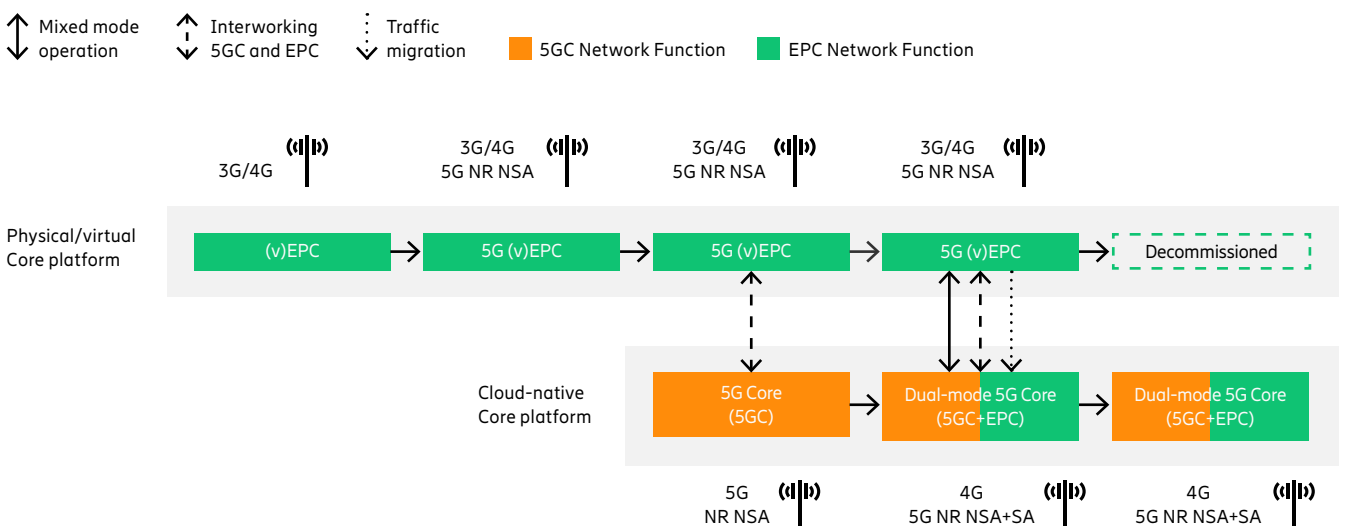 Mixed mode
operation
Interworking
5GC and EPC
Traffic
migration
5GC Network Function
EPC Network Function
3G/4G
3G/4G
5G NR NSA
3G/4G
5G NR NSA
3G/4G
5G NR NSA
Physical/virtual
Core platform
(v)EPC
5G (v)EPC
5G (v)EPC
5G (v)EPC
Decommissioned
Cloud-native
Core platform
5G Core
(5GC)
Dual-mode 5G Core
(5GC+EPC)
Dual-mode 5G Core
(5GC+EPC)
5G
NR NSA
4G
5G NR NSA+SA
4G
5G NR NSA+SA